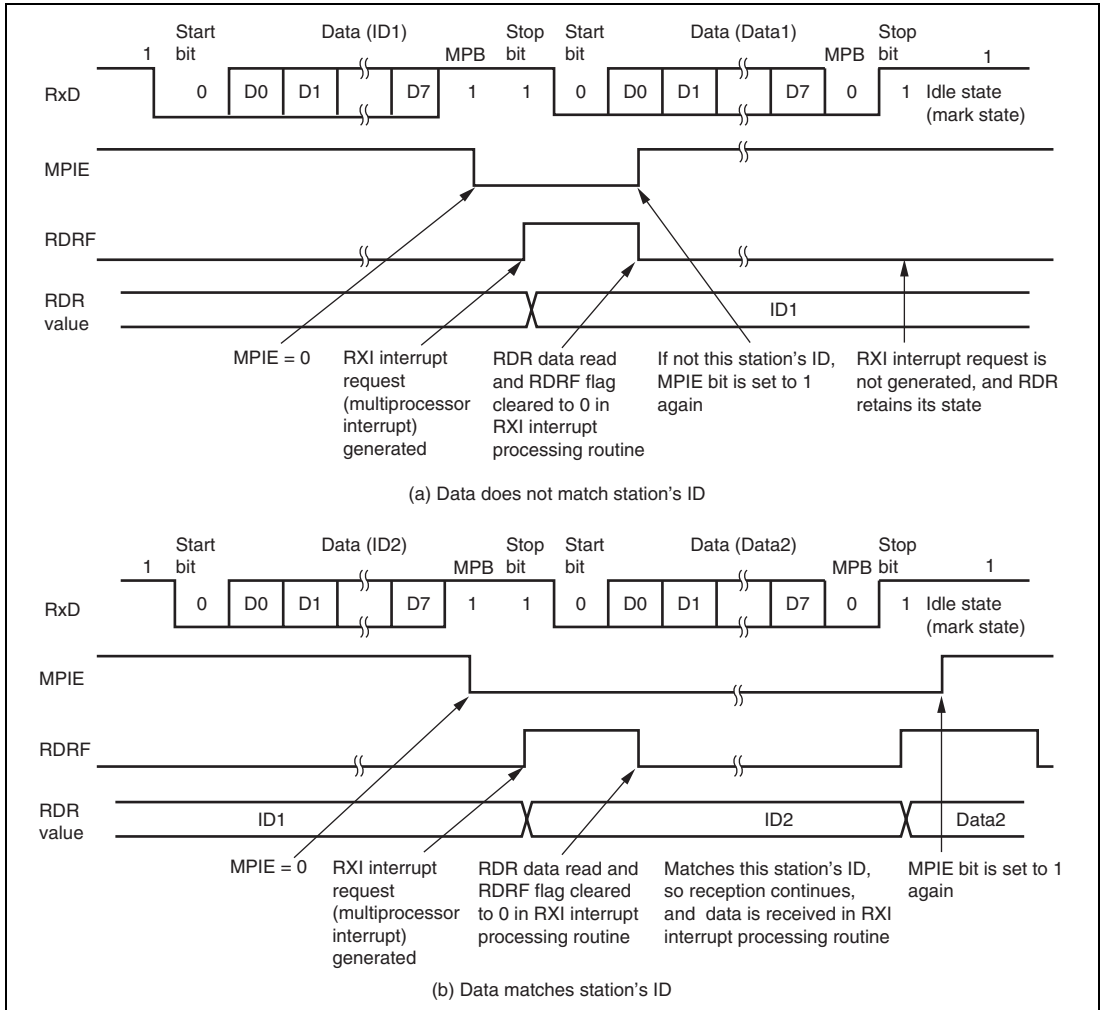 Start bit Data (ID1) MPB Stop bit Start bit Data (Data1) MPB Stop bit
1 1
RxD 0 D0 D1 D7 1 1 0 D0 D1 D7 0 1 Idle state (mark state)
MPIE
RDRF
RDR value ID1
MPIE = 0
RXI interrupt
request
(multiprocessor
interrupt)
generated
RDR data read
and RDRF flag
cleared to 0 in
RXI interrupt
processing routine
If not this station's ID,
MPIE bit is set to 1
again
RXI interrupt request is
not generated, and RDR
retains its state
(a) Data does not match station's ID
Start bit Data (ID2) MPB Stop bit Start bit Data (Data2) MPB Stop bit
1 1
RxD 0 D0 D1 D7 1 1 0 D0 D1 D7 0 1 Idle state (mark state)
MPIE
RDRF
RDR value ID1 ID2 Data2
MPIE = 0
RXI interrupt
request
(multiprocessor
interrupt)
generated
RDR data read and
RDRF flag cleared
to 0 in RXI interrupt
processing routine
Matches this station's ID,
so reception continues,
and data is received in RXI
interrupt processing routine
MPIE bit is set to 1
again
(b) Data matches station's ID